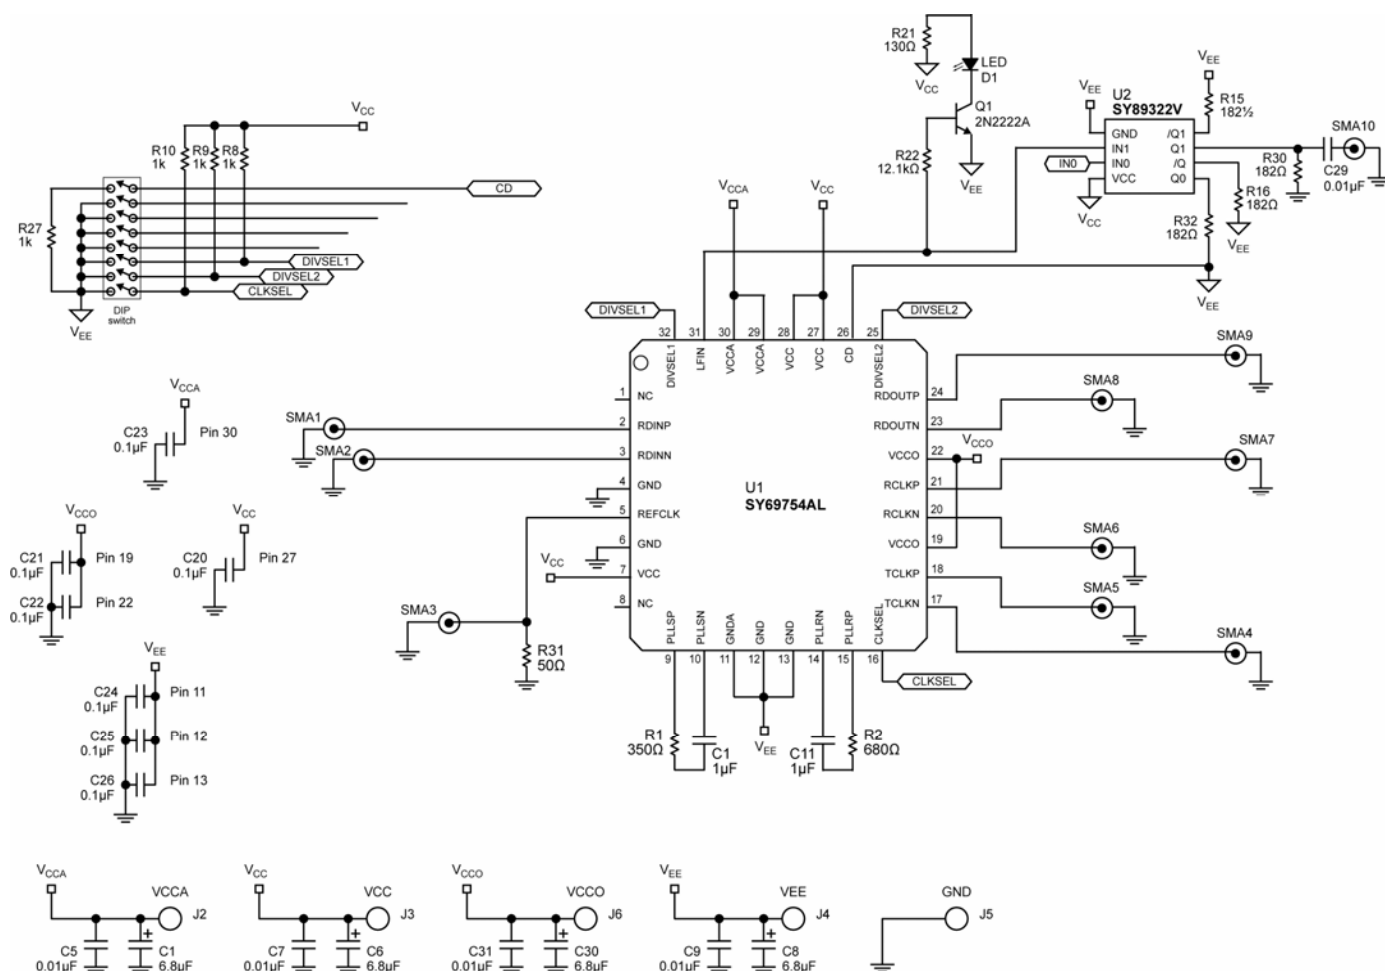 R21
130Ω
VCC
LED
D1
Q1
2N2222A
R22
12.1kΩ
VEE
VEE
U2
SY89322V
VEE
R15
182½
SMA10
GND
/Q1
IN1
Q1
IN0
IN0
/Q
VCC
Q0
VCC
R30
182Ω
C29
0.01µF
R16
182Ω
VEE
R32
182Ω
VEE
VCC
R10
1k
R9
1k
R8
1k
CD
R27
1k
DIVSEL1
DIVSEL2
CLKSEL
DIP
switch
VEE
VCCA
VCC
DIVSEL1
DIVSEL2
32
31
30
29
28
27
26
25
DIVSEL1
LFIN
VCCA
VCCA
VCC
VCC
CD
DIVSEL2
U1
SY69754AL
1
NC
2
RDINP
3
RDINN
4
GND
5
REFCLK
6
GND
7
VCC
8
NC
RDOUTP
24
RDOUTN
23
VCCO
22
RCLKP
21
RCLKN
20
VCCO
19
TCLKP
18
TCLKN
17
PLLSP
PLLSN
GNDA
GND
GND
PLLRN
PLLRP
CLKSEL
9
10
11
12
13
14
15
16
SMA1
SMA2
VCC
SMA3
R31
50Ω
SMA9
SMA8
VCCO
SMA7
SMA6
SMA5
SMA4
CLKSEL
R1
350Ω
C1
1µF
VEE
C11
1µF
R2
680Ω
VCCA
C23
0.1µF
Pin 30
VCCO
C21
0.1µF
Pin 19
C22
0.1µF
Pin 22
VCC
C20
0.1µF
Pin 27
VEE
C24
0.1µF
Pin 11
C25
0.1µF
Pin 12
C26
0.1µF
Pin 13
VCCA
VCCA
J2
C5
0.01µF
C1
6.8µF
VCC
VCC
J3
C7
0.01µF
C6
6.8µF
VCCO
VCCO
J6
C31
0.01µF
C30
6.8µF
VEE
VEE
J4
C9
0.01µF
C8
6.8µF
GND
J5